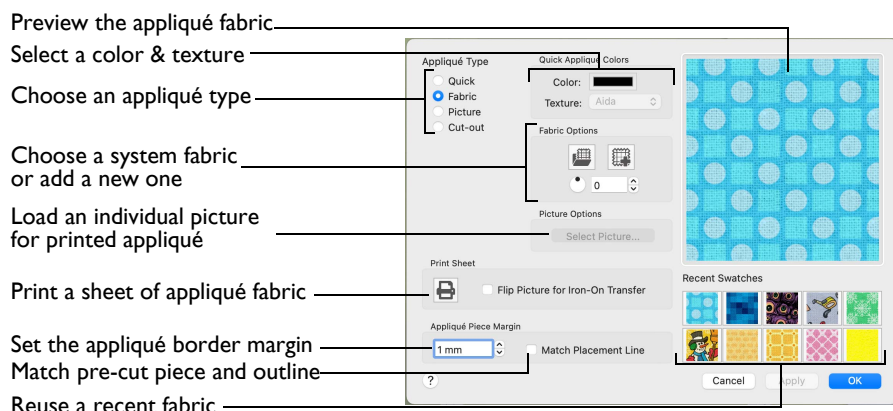 Preview the appliqué fabric
Select a color & texture
Choose an appliqué type
Choose a system fabric
or add a new one
Load an individual picture
for printed appliqué
Print a sheet of appliqué fabric
Set the appliqué border margin
Match pre-cut piece and outline
Reuse a recent fabric
Appliqué Type
Quick
Fabric
Picture
Cut-out
Quick Appliqué Colors
Color:
Texture: Aida
Fabric Options
0
Picture Options
Select Picture...
Print Sheet
Flip Picture for Iron-On Transfer
Appliqué Piece Margin
1 mm
Match Placement Line
?
Recent Swatches
Cancel
Apply
OK